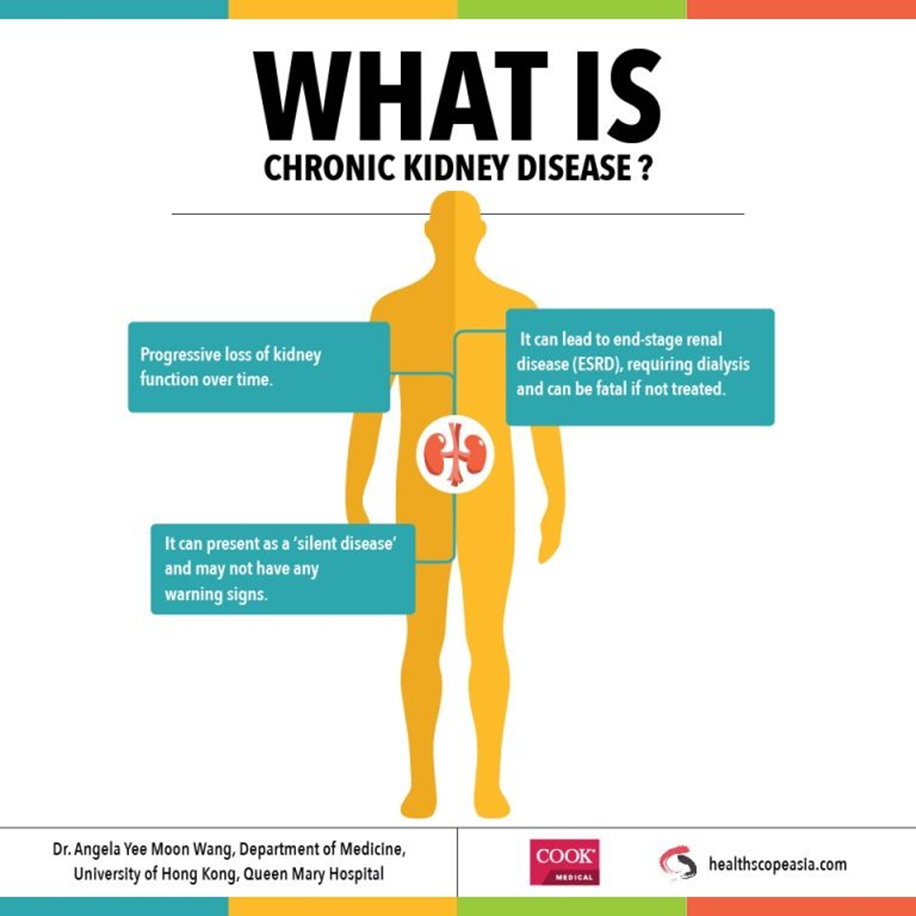 WHAT IS
CHRONIC KIDNEY DISEASE ?
Progressive loss of kidney
function over time.
It can lead to end-stage renal
disease (ESRD), requiring dialysis
and can be fatal if not treated.
It can present as a ‘silent disease’
and may not have any
warning signs.
Dr. Angela Yee Moon Wang, Department of Medicine,
University of Hong Kong, Queen Mary Hospital
COOK®
MEDICAL
healthscopeasia.com